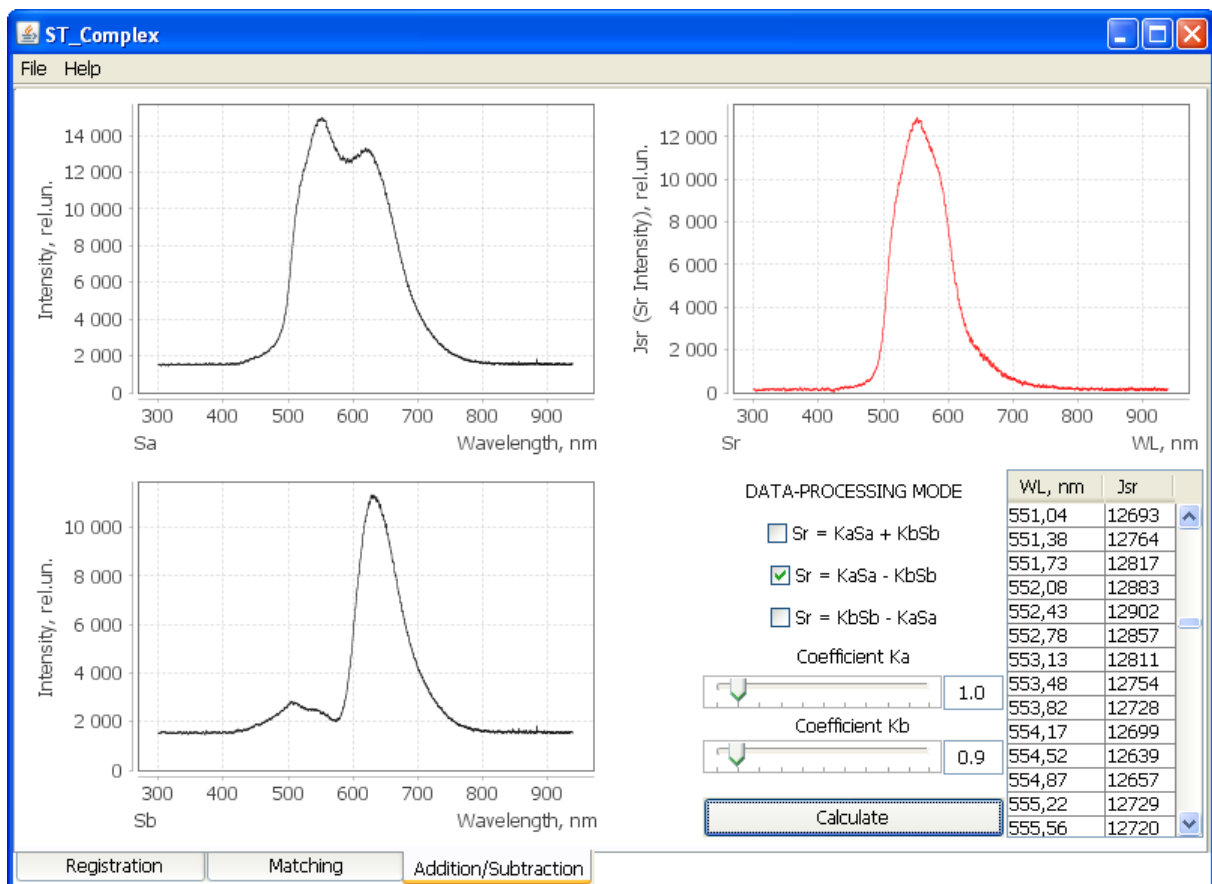 ST_Complex
File Help
14 000
12 000
10 000
8 000
6 000
4 000
2 000
0
Intensity, rel.un.
300 400 500 600 700 800 900
Sa Wavelength, nm
12 000
10 000
8 000
6 000
4 000
2 000
0
Jsr (Sr Intensity), rel.un.
300 400 500 600 700 800 900
Sr WL, nm
10 000
8 000
6 000
4 000
2 000
0
Intensity, rel.un.
300 400 500 600 700 800 900
Sb Wavelength, nm
DATA-PROCESSING MODE
Sr = KaSa + KbSb
Sr = KaSa - KbSb
Sr = KbSb - KaSa
Coefficient Ka
1.0
Coefficient Kb
0.9
Calculate
WL, nm Jsr
551,04 12693
551,38 12764
551,73 12817
552,08 12883
552,43 12902
552,78 12857
553,13 12811
553,48 12754
553,82 12728
554,17 12699
554,52 12639
554,87 12657
555,22 12729
555,56 12720
Registration Matching Addition/Subtraction